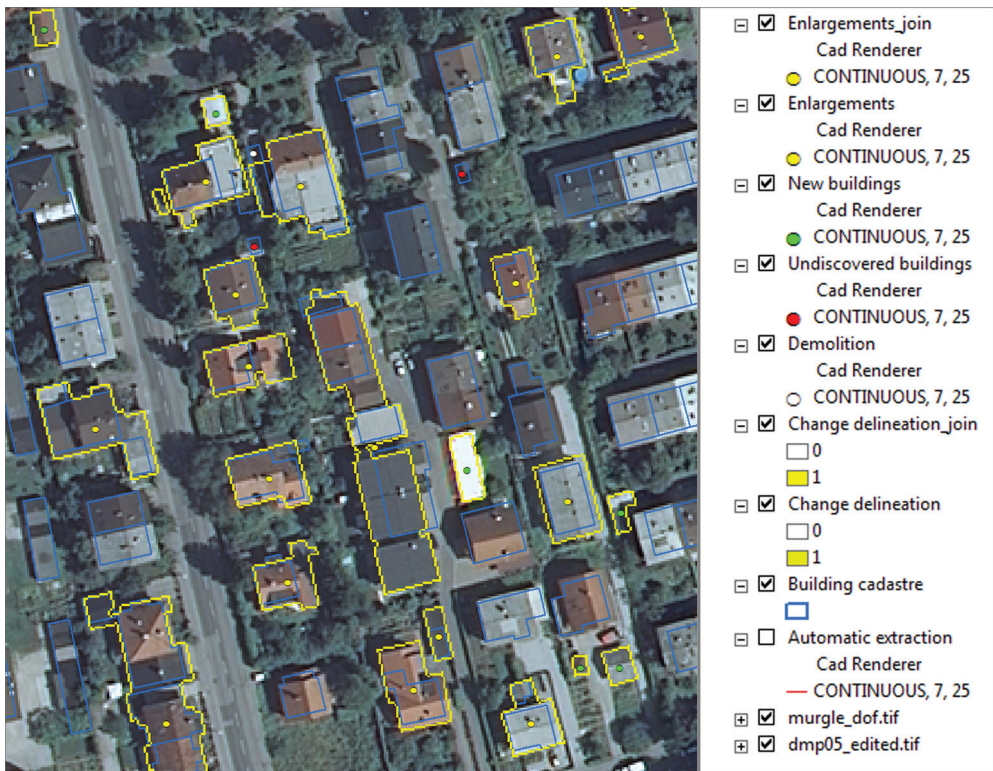 Enlargements_join
Cad Renderer
CONTINUOUS, 7, 25
Enlargements
Cad Renderer
CONTINUOUS, 7, 25
New buildings
Cad Renderer
CONTINUOUS, 7, 25
Undiscovered buildings
Cad Renderer
CONTINUOUS, 7, 25
Demolition
Cad Renderer
CONTINUOUS, 7, 25
Change delineation_join
0
1
Change delineation
0
1
Building cadastre
Automatic extraction
Cad Renderer
CONTINUOUS, 7, 25
murgle_dof.tif
dmp05_edited.tif